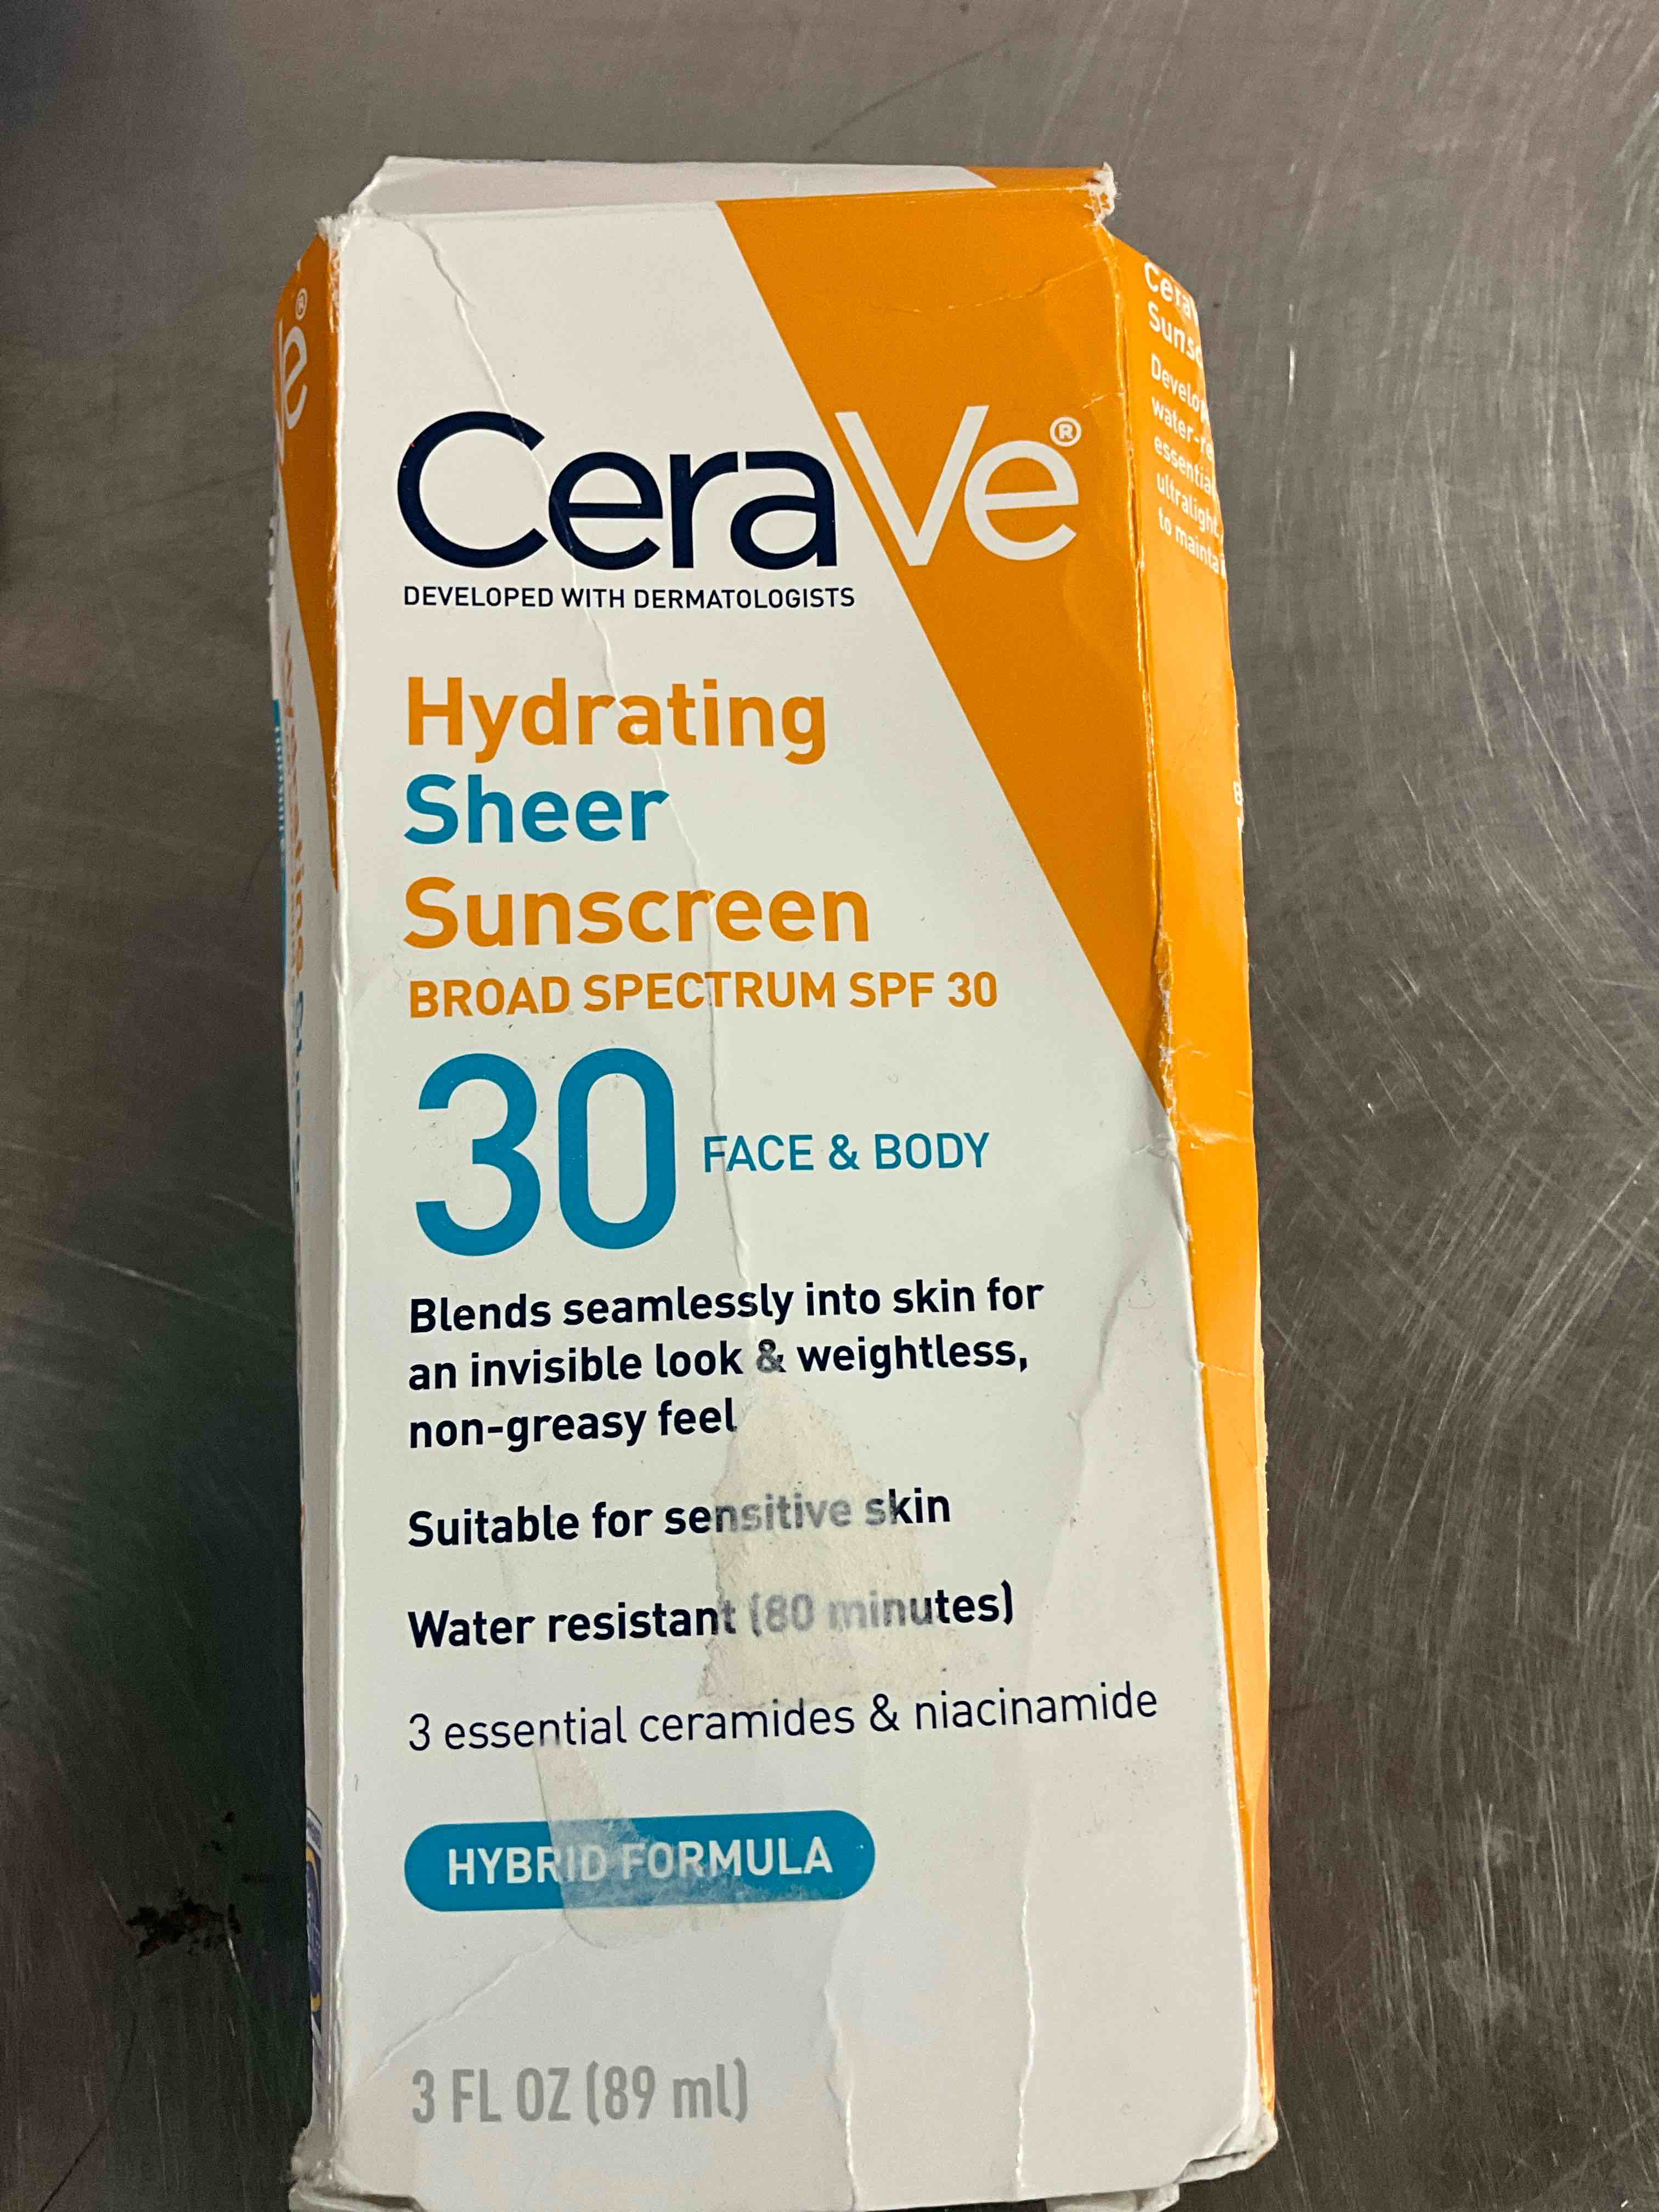 CeraVe®
DEVELOPED WITH DERMATOLOGISTS
Hydrating
Sheer
Sunscreen
BROAD SPECTRUM SPF 30
30 FACE & BODY
Blends seamlessly into skin for
an invisible look & weightless,
non-greasy feel
Suitable for sensitive skin
Water resistant (80 minutes)
3 essential ceramides & niacinamide
HYBRID FORMULA
3 FL OZ (89 ml)